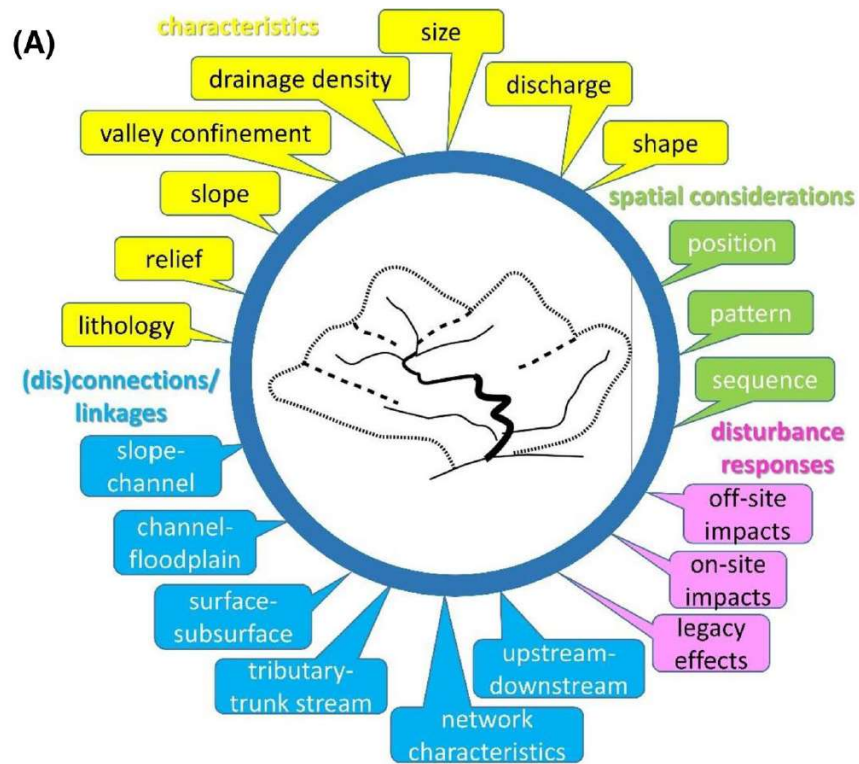 (A)
characteristics
size
drainage density
discharge
valley confinement
shape
slope
spatial considerations
relief
position
lithology
pattern
(dis)connections/
linkages
sequence
disturbance
responses
slope-
channel
off-site
impacts
channel-
floodplain
on-site
impacts
surface-
subsurface
legacy
effects
tributary-
trunk stream
upstream-
downstream
network
characteristics